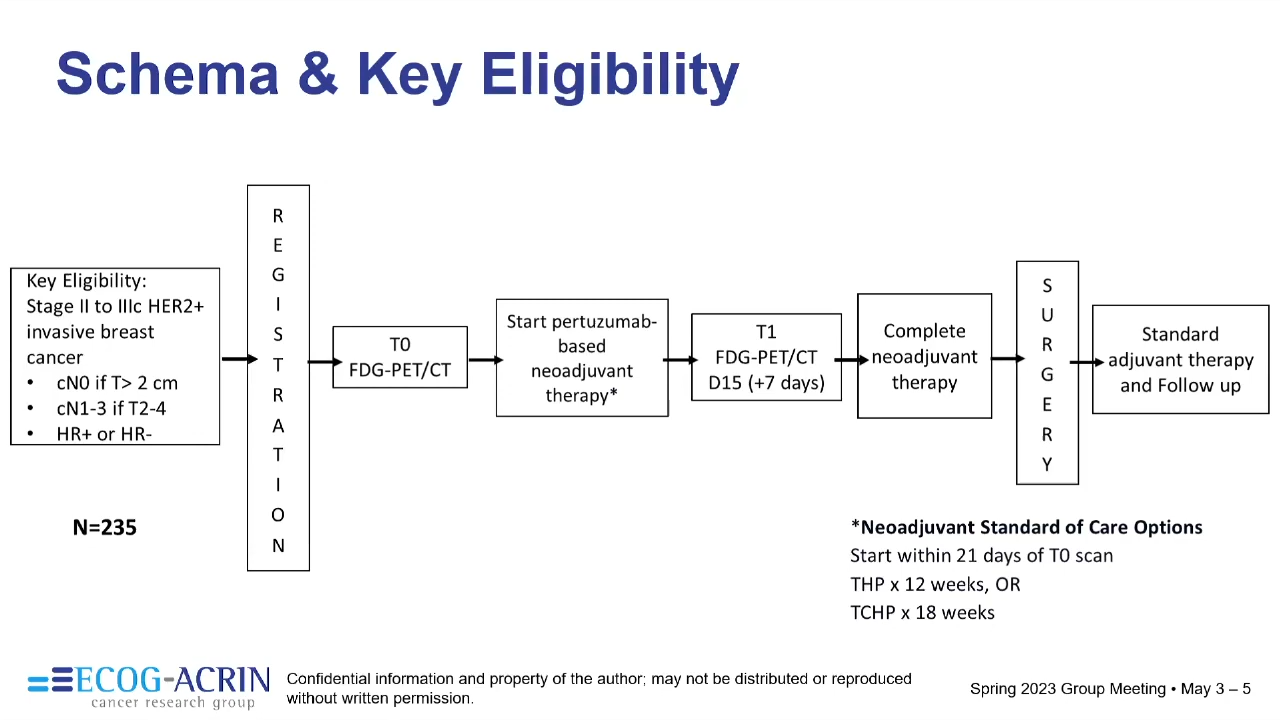 Schema & Key Eligibility
Key Eligibility:
Stage II to IIIc HER2+
invasive breast
cancer
• cN0 if T> 2 cm
• cN1-3 if T2-4
• HR+ or HR-
N=235
R
E
G
I
S
T
R
A
T
I
O
N
T0
FDG-PET/CT
Start pertuzumab-
based
neoadjuvant
therapy*
T1
FDG-PET/CT
D15 (+7 days)
Complete
neoadjuvant
therapy
S
U
R
G
E
R
Y
Standard
adjuvant therapy
and Follow up
*Neoadjuvant Standard of Care Options
Start within 21 days of T0 scan
THP x 12 weeks, OR
TCHP x 18 weeks
ECOG-ACRIN
cancer research group
Confidential information and property of the author; may not be distributed or reproduced
without written permission.
Spring 2023 Group Meeting • May 3 – 5